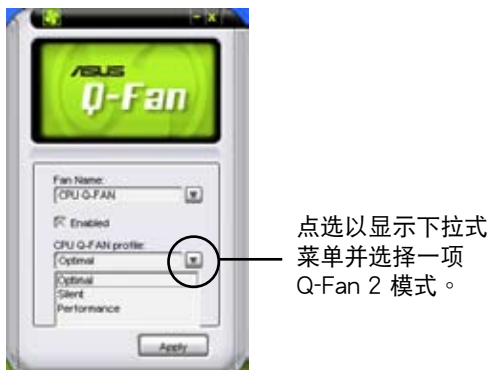 ASUS
Q-Fan
Fan Name:
CPU Q-FAN
Enabled
CPU Q-FAN profile:
Optimal
Optimal
Silent
Performance
Apply
点选以显示下拉式
菜单并选择一项
Q-Fan 2 模式。